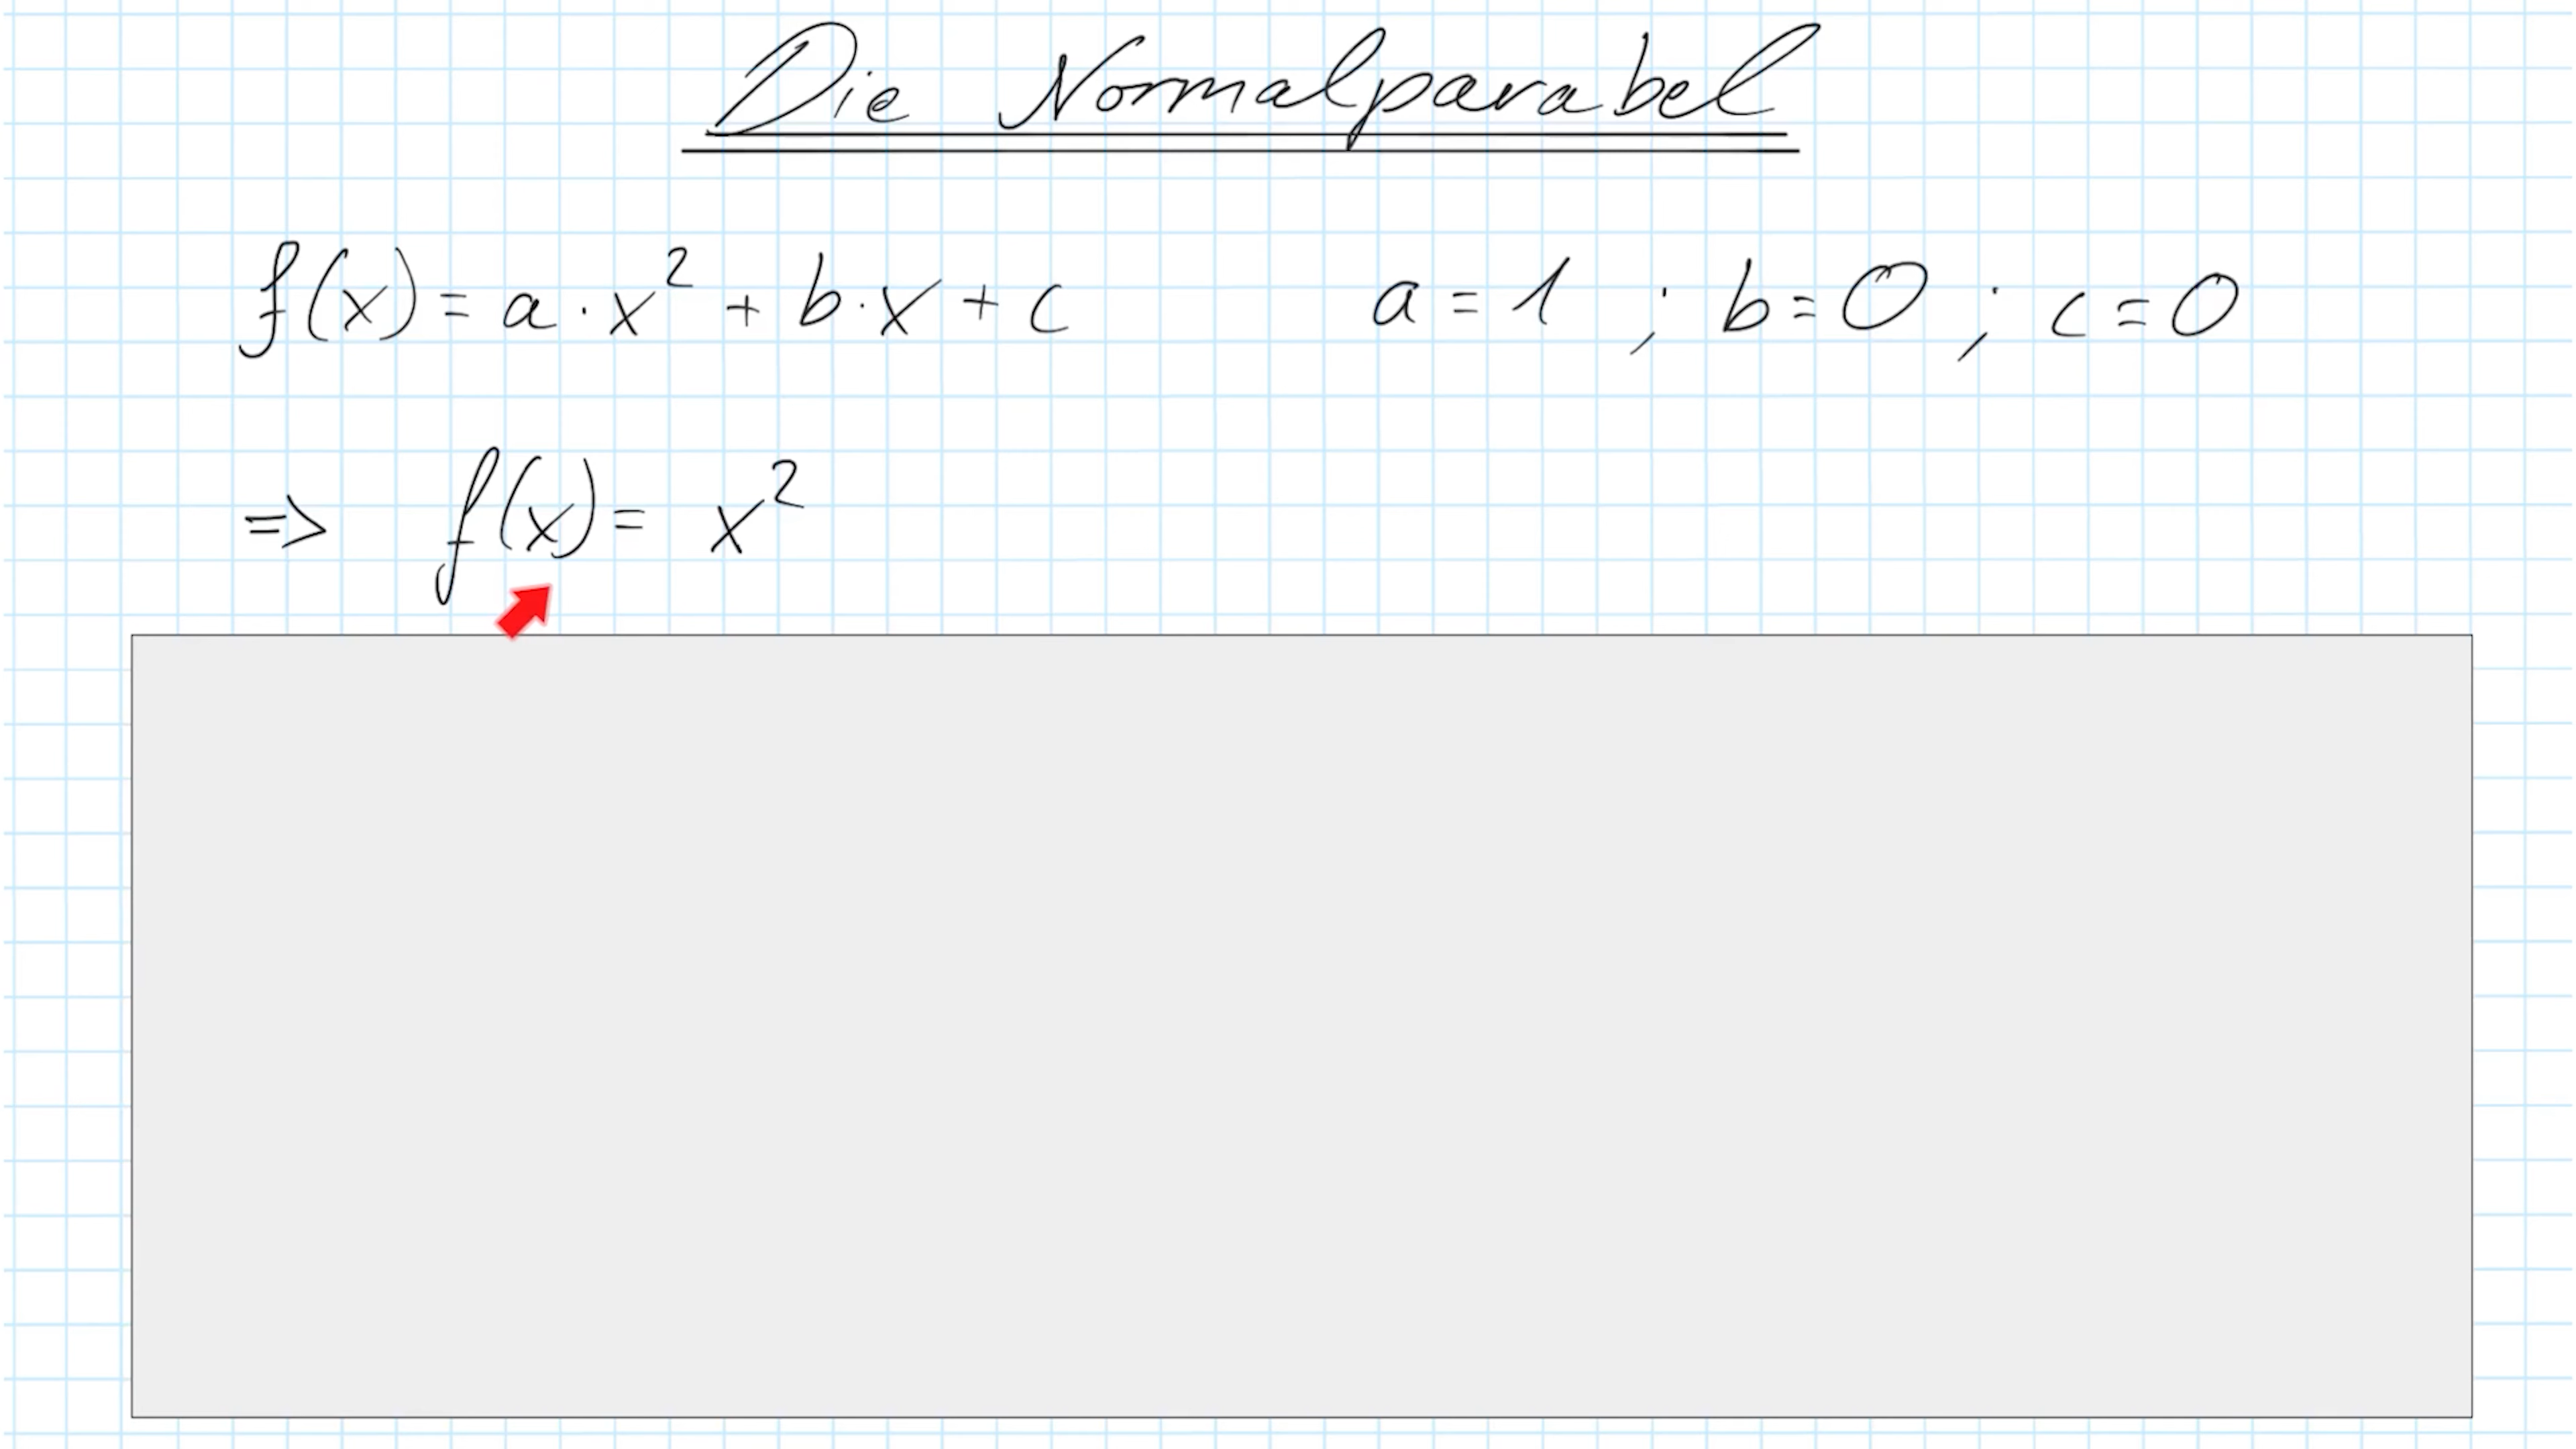 Die Normalparabel
f(x) = a · x² + b · x + c a = 1 ; b = 0 ; c = 0
=> f(x) = x²